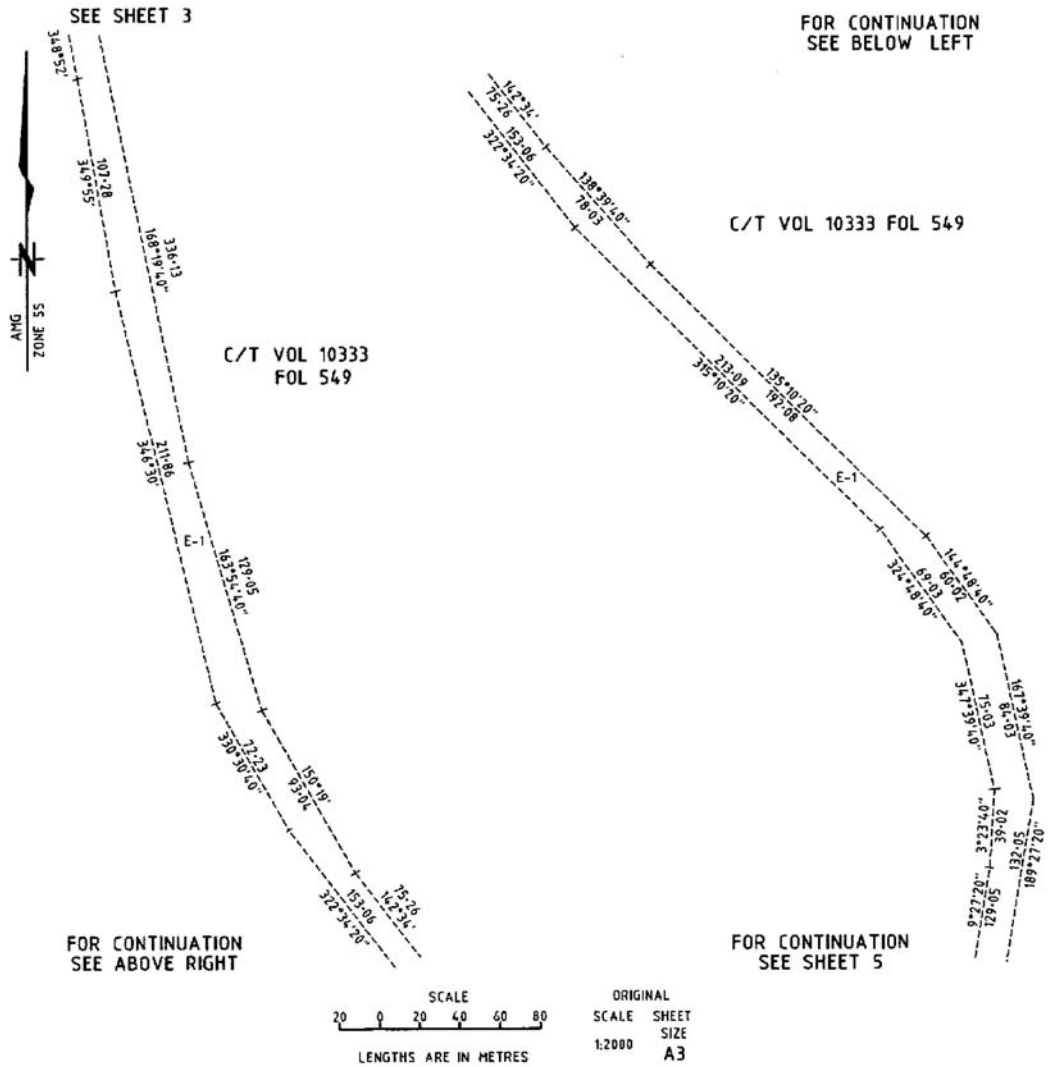 SEE SHEET 3
FOR CONTINUATION
SEE BELOW LEFT
348°52'
107·28
349°55'
336·13
168°19'40"
AMG
ZONE 55
N
C/T VOL 10333
FOL 549
211·86
346°30'
E-1
129·05
163°54'40"
72·23
330°30'40"
150°19'
93·04
153·06
322°34'20"
75·26
142°34'
FOR CONTINUATION
SEE ABOVE RIGHT
142°34'
75·26
153·06
322°34'20"
138°39'40"
78·03
C/T VOL 10333 FOL 549
213·09
315°10'20"
135°10'20"
192·08
E-1
144°48'40"
60·02
69·03
324°48'40"
167°39'40"
84·03
75·03
347°39'40"
3°23'40"
39·02
132·05
189°27'20"
9°27'20"
129·05
FOR CONTINUATION
SEE SHEET 5
SCALE
20 0 20 40 60 80
LENGTHS ARE IN METRES
ORIGINAL
SCALE SHEET
SIZE
1:2000 A3